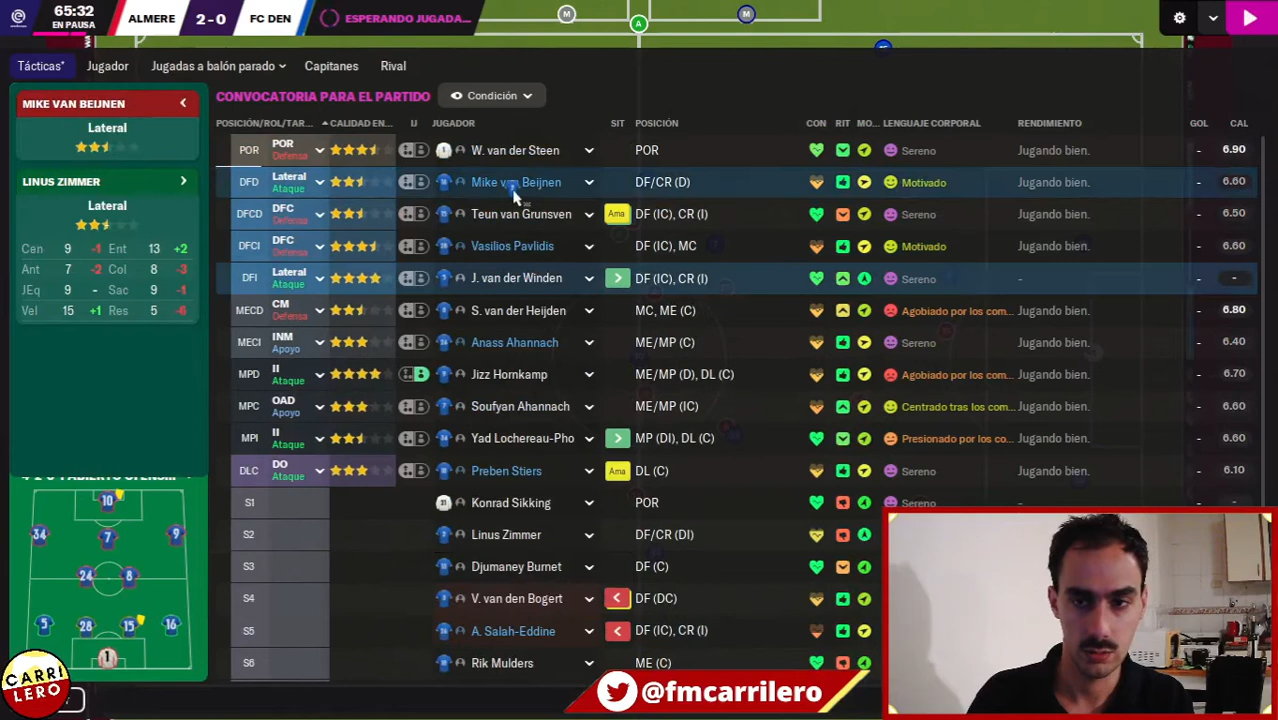 65:32
EN PAUSA
ALMERE 2-0 FC DEN
ESPERANDO JUGADA...
M M
A
Tácticas* Jugador Jugadas a balón parado Capitanes Rival
MIKE VAN BEIJNEN
Lateral
LINUS ZIMMER
Lateral
Cen 9 -1 Ent 13 +2
Ant 7 -2 Col 8 -3
JEq 9 - Sac 9 -1
Vel 15 +1 Res 5 -6
10
34 7 9
24 8
5 28 15 16
1
CONVOCATORIA PARA EL PARTIDO Condición
POSICIÓN/ROL/TAR... CALIDAD EN... IJ JUGADOR SIT POSICIÓN CON RIT MO... LENGUAJE CORPORAL RENDIMIENTO GOL CAL
POR POR Defensa W. van der Steen POR Sereno Jugando bien. - 6.90
DFD Lateral Ataque Mike van Beijnen DF/CR (D) Motivado Jugando bien. - 6.60
DFCD DFC Defensa Teun van Grunsven Ama DF (IC), CR (I) Sereno Jugando bien. - 6.50
DFCI DFC Defensa Vasilios Pavlidis DF (IC), MC Motivado Jugando bien. - 6.60
DFI Lateral Ataque J. van der Winden DF (IC), CR (I) Sereno - - -
MECD CM Defensa S. van der Heijden MC, ME (C) Agobiado por los com... Jugando bien. - 6.80
MECI INM Apoyo Anass Ahannach ME/MP (C) Sereno Jugando bien. - 6.40
MPD II Ataque Jizz Hornkamp ME/MP (D), DL (C) Agobiado por los com... Jugando bien. - 6.70
MPC OAD Apoyo Soufyan Ahannach ME/MP (IC) Centrado tras los com... Jugando bien. - 6.60
MPI II Ataque Yad Lochereau-Pho MP (DI), DL (C) Presionado por los co... Jugando bien. - 6.60
DLC DO Ataque Preben Stiers Ama DL (C) Sereno Jugando bien. - 6.10
S1 Konrad Sikking POR Sereno - - -
S2 Linus Zimmer DF/CR (DI)
S3 Djumaney Burnet DF (C)
S4 V. van den Bogert DF (DC)
S5 A. Salah-Eddine DF (IC), CR (I)
S6 Rik Mulders ME (C)
CARRI
LERO
@fmcarrilero